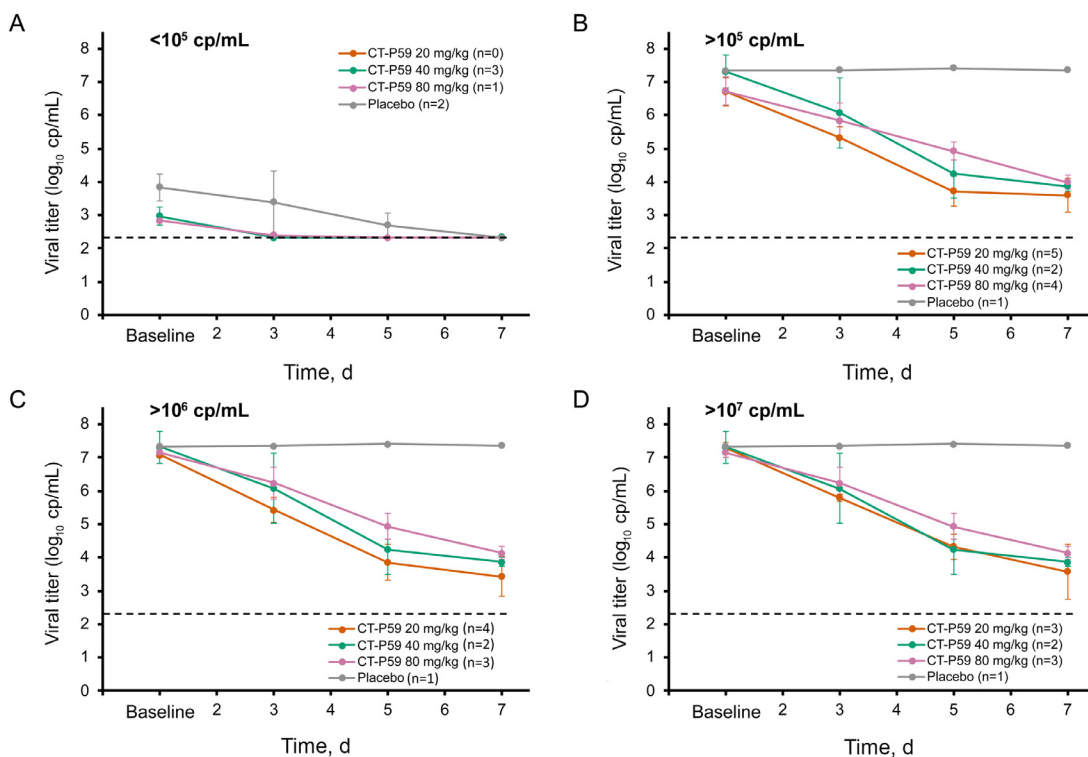 A
<10⁵ cp/mL
CT-P59 20 mg/kg (n=0)
CT-P59 40 mg/kg (n=3)
CT-P59 80 mg/kg (n=1)
Placebo (n=2)
Viral titer (log₁₀ cp/mL)
8
7
6
5
4
3
2
1
0
Baseline 2 3 4 5 6 7
Time, d
B
>10⁵ cp/mL
Viral titer (log₁₀ cp/mL)
8
7
6
5
4
3
2
1
0
CT-P59 20 mg/kg (n=5)
CT-P59 40 mg/kg (n=2)
CT-P59 80 mg/kg (n=4)
Placebo (n=1)
Baseline 2 3 4 5 6 7
Time, d
C
>10⁶ cp/mL
Viral titer (log₁₀ cp/mL)
8
7
6
5
4
3
2
1
0
CT-P59 20 mg/kg (n=4)
CT-P59 40 mg/kg (n=2)
CT-P59 80 mg/kg (n=3)
Placebo (n=1)
Baseline 2 3 4 5 6 7
Time, d
D
>10⁷ cp/mL
Viral titer (log₁₀ cp/mL)
8
7
6
5
4
3
2
1
0
CT-P59 20 mg/kg (n=3)
CT-P59 40 mg/kg (n=2)
CT-P59 80 mg/kg (n=3)
Placebo (n=1)
Baseline 2 3 4 5 6 7
Time, d